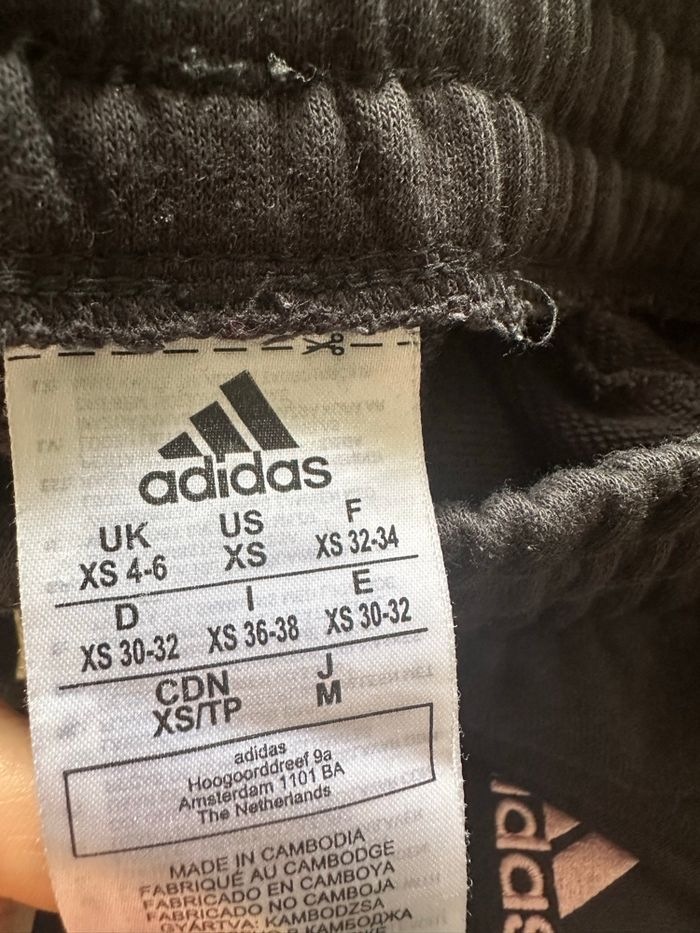 adidas
UK US F
XS 4-6 XS XS 32-34
D I E
XS 30-32 XS 36-38 XS 30-32
CDN J
XS/TP M
adidas
Hoogoorddreef 9a
Amsterdam 1101 BA
The Netherlands
MADE IN CAMBODIA
FABRIQUÉ AU CAMBODGE
FABRICADO EN CAMBOYA
FABRICADO NO CAMBOJA
GYÁRTVA: KAMBODZSA
В КАМБОДЖА
adidas